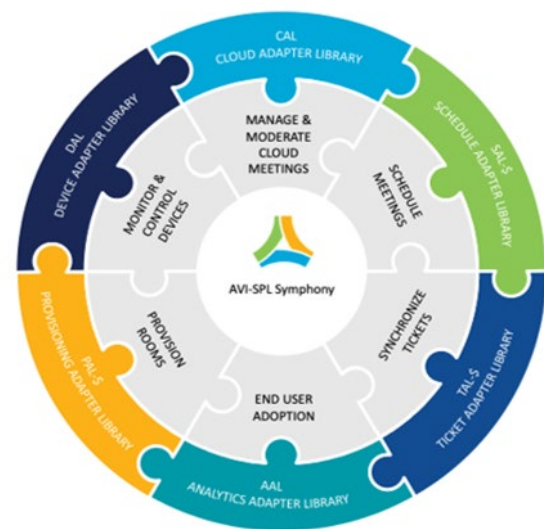 CAL
CLOUD ADAPTER LIBRARY
SAL-$
SCHEDULE ADAPTER LIBRARY
TAL-$
TICKET ADAPTER LIBRARY
AAL
ANALYTICS ADAPTER LIBRARY
PAL-$
PROVISIONING ADAPTER LIBRARY
DAL
DEVICE ADAPTER LIBRARY
MANAGE &
MODERATE
CLOUD
MEETINGS
SCHEDULE
MEETINGS
SYNCHRONIZE
TICKETS
END USER
ADOPTION
PROVISION
ROOMS
MONITOR &
CONTROL
DEVICES
AVI-SPL Symphony